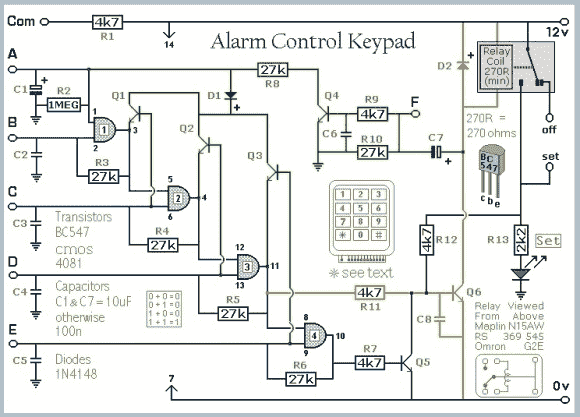 Com
4k7
R1
14
Alarm Control Keypad
12v
A
C1
R2
1MEG
Q1
D1
27k
R8
Q4
R9
4k7
F
C6
R10
27k
C7
D2
Relay
Coil
270R
(min)
270R =
270 ohms
off
set
BC
547
c b e
B
C2
1
1
2
3
R3
27k
Q2
Q3
C
C3
5
2
6
4
R4
27k
Transistors
BC547
cmos
4081
1 2 3
4 5 6
7 8 9
* 0 #
* see text
4k7
R12
R13
2k2
Set
D
C4
12
3
13
11
Capacitors
C1 & C7 = 10uF
otherwise
100n
0 + 0 = 0
0 + 1 = 0
1 + 0 = 0
1 + 1 = 1
R5
27k
4k7
R11
Q6
C8
E
C5
8
4
9
10
Diodes
1N4148
R6
27k
R7
4k7
Q5
Relay Viewed
From Above
Maplin N15AW
RS 369 545
Omron G2E
7
0v